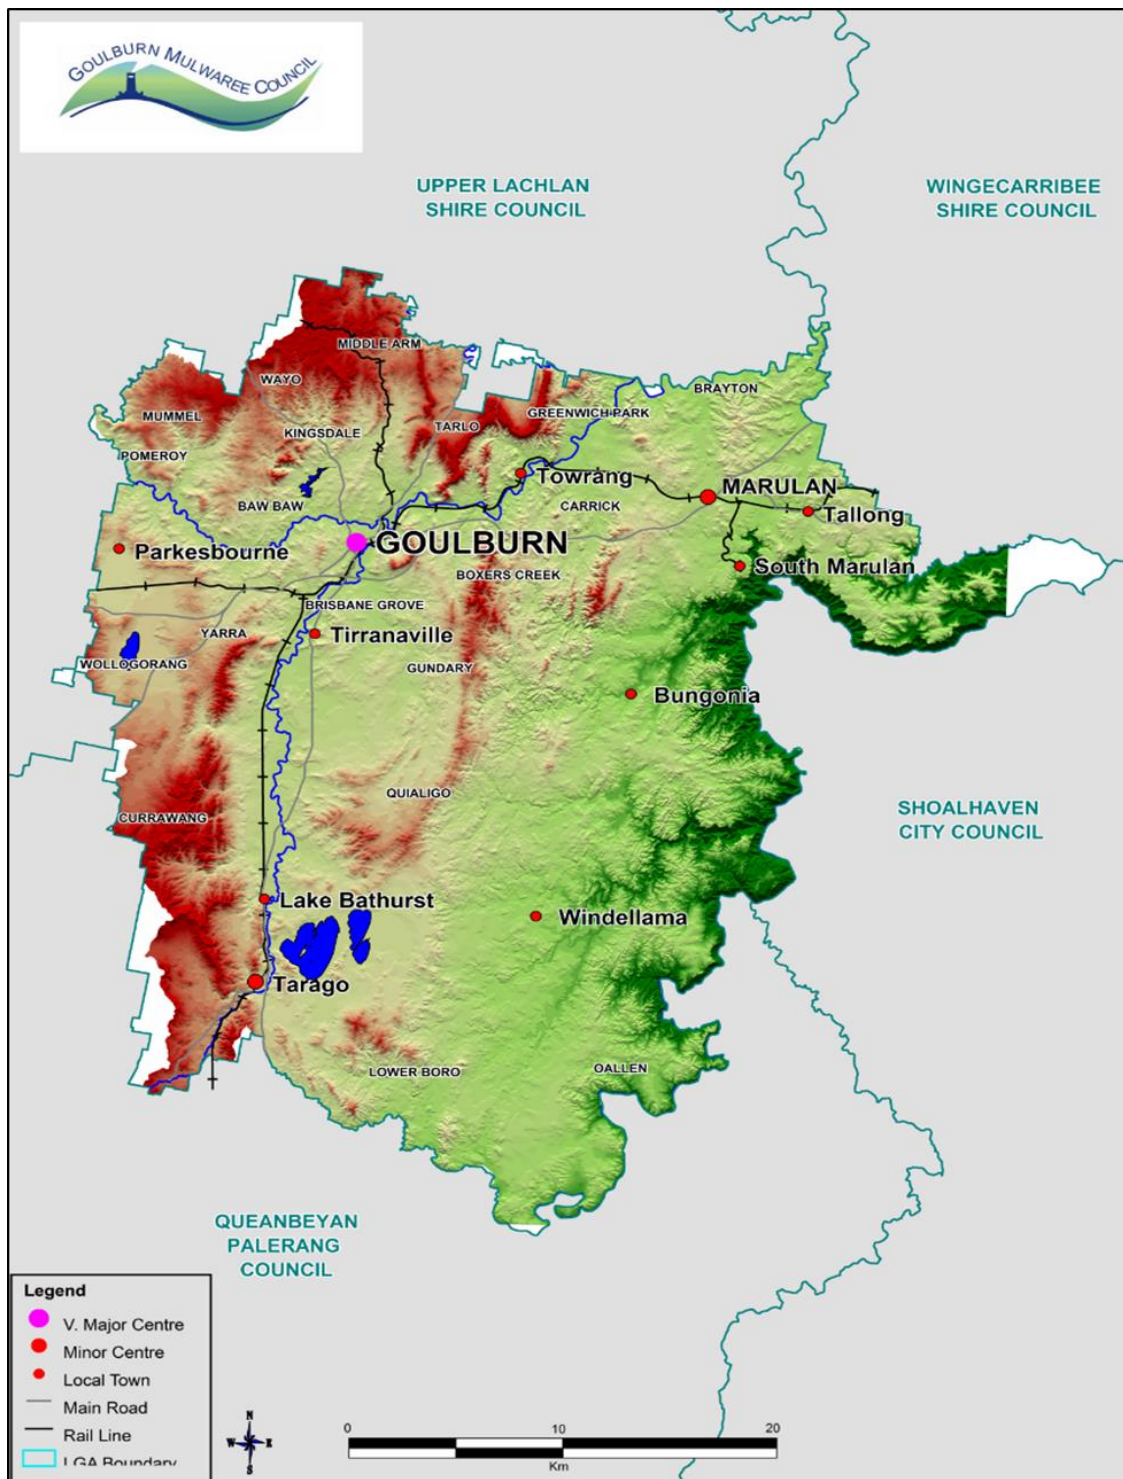 GOULBURN MULWAREE COUNCIL
UPPER LACHLAN
SHIRE COUNCIL
WINGECARRIBEE
SHIRE COUNCIL
MIDDLE ARM
WAYO
BRAYTON
MUMMEL
GREENWICH PARK
KINGSDALE
TARLO
POMEROY
Towrang
MARULAN
BAW BAW
CARRICK
Tallong
Parkesbourne
GOULBURN
South Marulan
BOXERS CREEK
BRISBANE GROVE
YARRA
Tirranaville
WOLLOGORANG
GUNDARY
Bungonia
QUIALIGO
CURRAWANG
SHOALHAVEN
CITY COUNCIL
Lake Bathurst
Windellama
Tarago
LOWER BORO
OALLEN
QUEANBEYAN
PALERANG
COUNCIL
Legend
V. Major Centre
Minor Centre
Local Town
Main Road
Rail Line
LGA Boundary
N
W E
S
0 10 20
Km